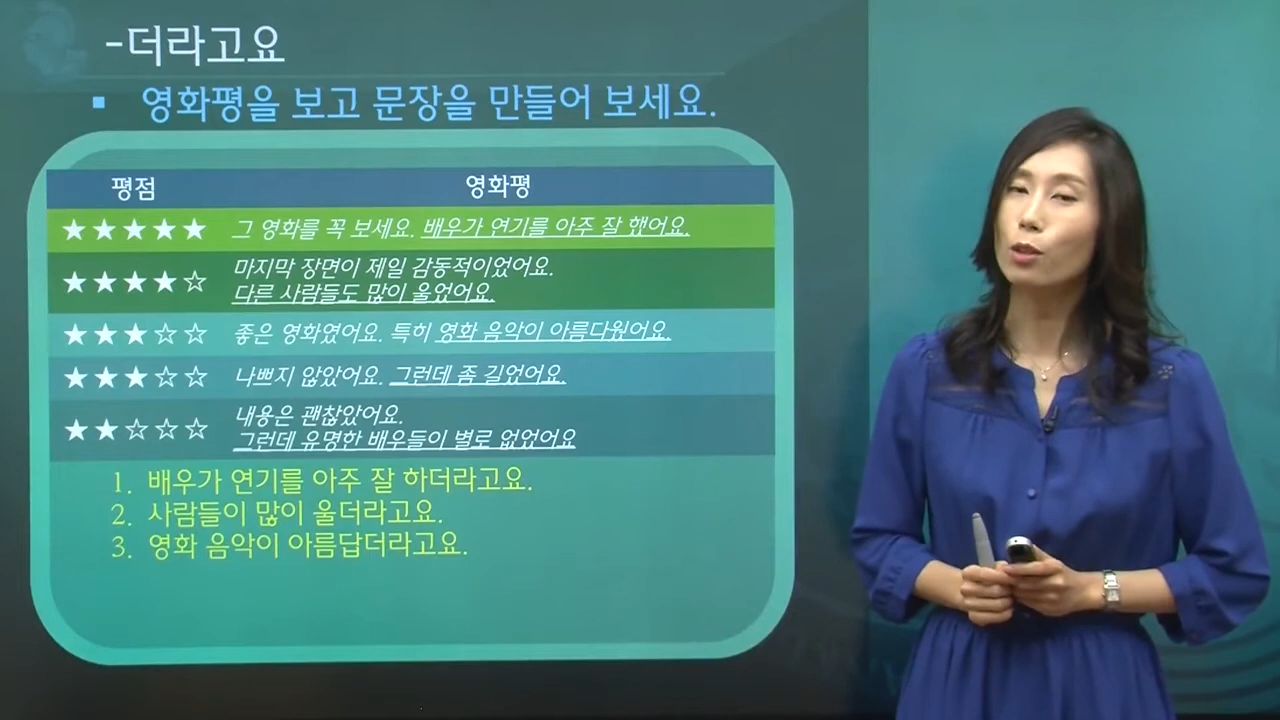 -더라고요
▪ 영화평을 보고 문장을 만들어 보세요.
평점 영화평
★★★★★ 그 영화를 꼭 보세요. 배우가 연기를 아주 잘 했어요.
마지막 장면이 제일 감동적이었어요.
★★★★☆
다른 사람들도 많이 울었어요.
★★★☆☆ 좋은 영화였어요. 특히 영화 음악이 아름다웠어요.
★★★☆☆ 나쁘지 않았어요. 그런데 좀 길었어요.
내용은 괜찮았어요.
★★☆☆☆
그런데 유명한 배우들이 별로 없었어요
1. 배우가 연기를 아주 잘 하더라고요.
2. 사람들이 많이 울더라고요.
3. 영화 음악이 아름답더라고요.